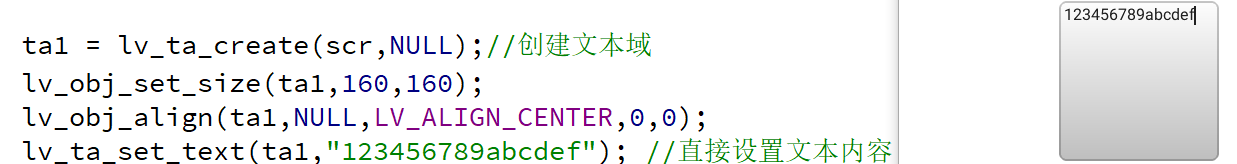 ta1 = lv_ta_create(scr,NULL);//创建文本域
lv_obj_set_size(ta1,160,160);
lv_obj_align(ta1,NULL,LV_ALIGN_CENTER,0,0);
lv_ta_set_text(ta1,"123456789abcdef"); //直接设置文本内容
123456789abcdef